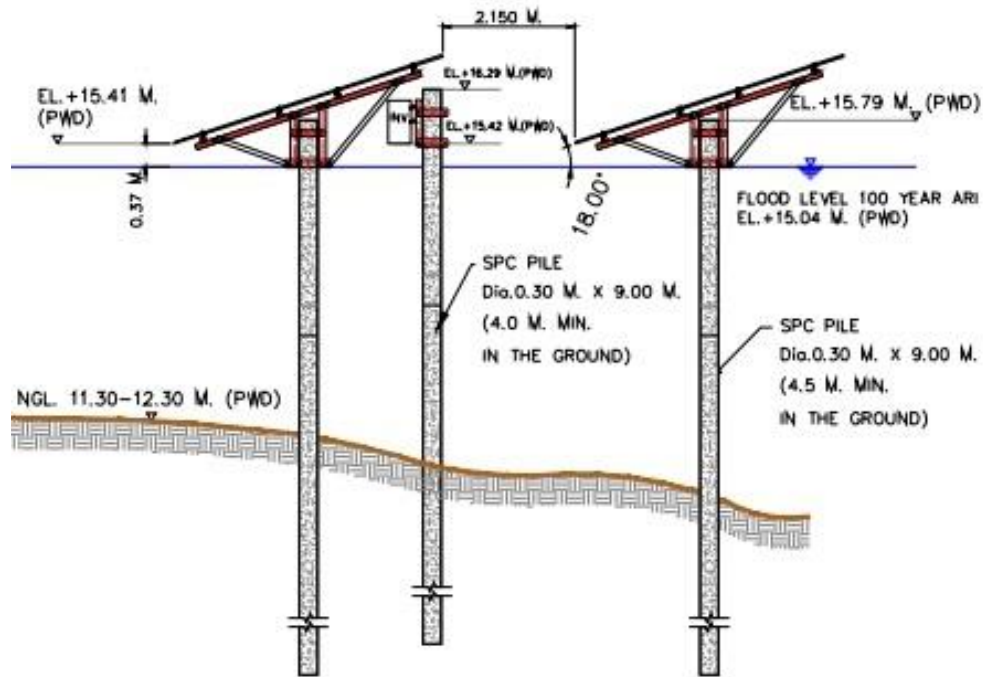 2.150 M.
EL.+16.29 M.(PWD)
EL.+15.41 M.
(PWD)
EL.+15.79 M. (PWD)
INV
EL.+15.42 M.(PWD)
0.37 M.
18.00°
FLOOD LEVEL 100 YEAR ARI
EL.+15.04 M. (PWD)
SPC PILE
Dia.0.30 M. X 9.00 M.
(4.0 M. MIN.
IN THE GROUND)
SPC PILE
Dia.0.30 M. X 9.00 M.
(4.5 M. MIN.
IN THE GROUND)
NGL. 11.30-12.30 M. (PWD)